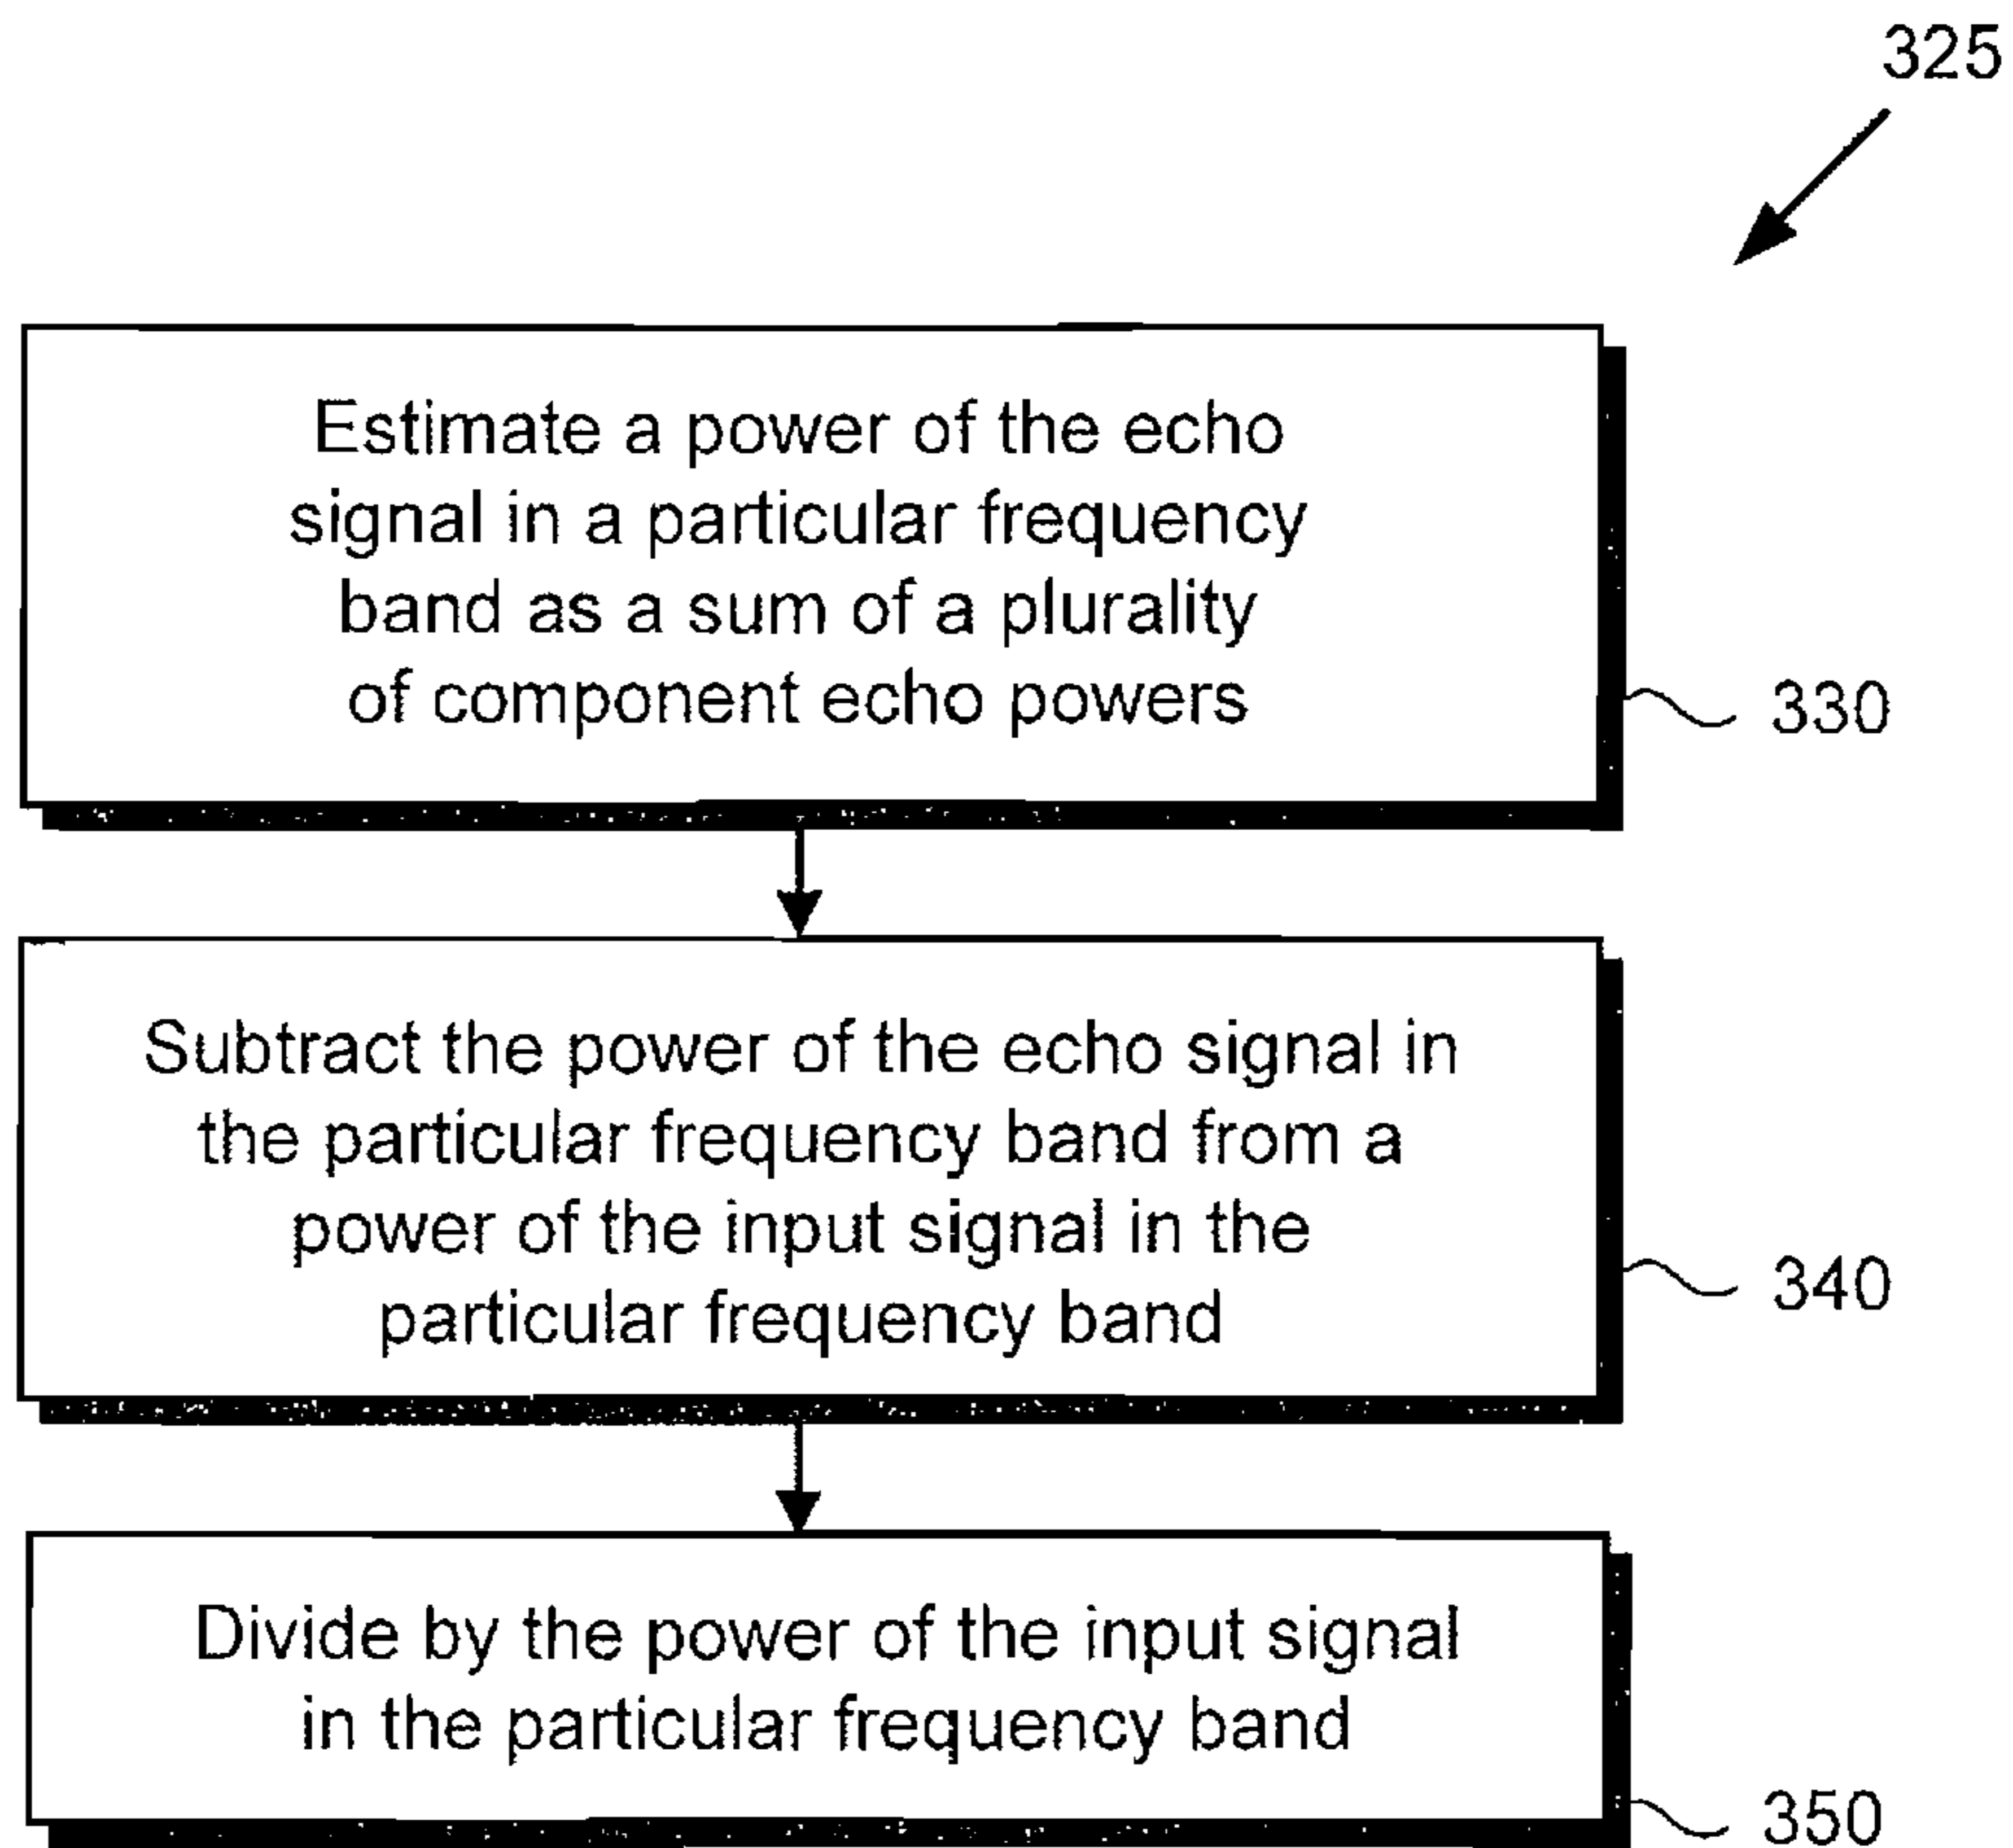 325
Estimate a power of the echo
signal in a particular frequency
band as a sum of a plurality
of component echo powers
330
Subtract the power of the echo signal in
the particular frequency band from a
power of the input signal in the
particular frequency band
340
Divide by the power of the input signal
in the particular frequency band
350